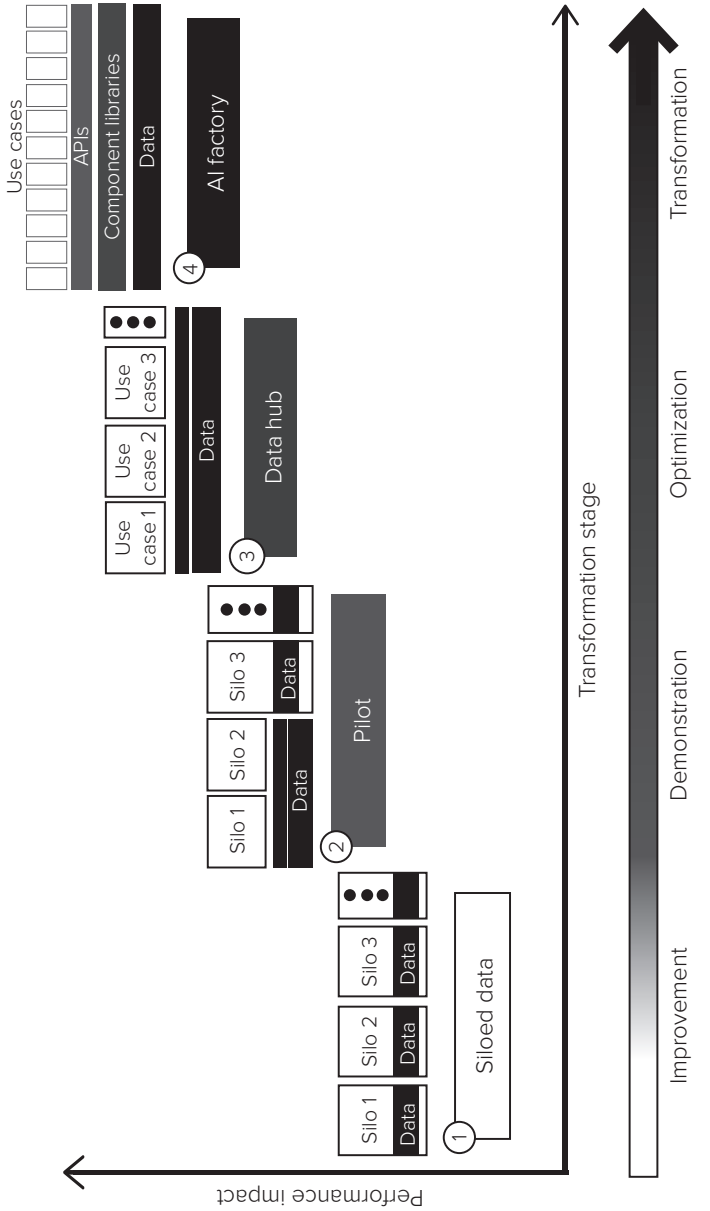 Performance impact
Silo 1
Data
Silo 2
Data
Silo 3
Data
1
Siloed data
Silo 1
Silo 2
Data
Silo 3
Data
2
Pilot
Use
case 1
Use
case 2
Use
case 3
Data
3
Data hub
Use cases
APIs
Component libraries
Data
4
AI factory
Transformation stage
Improvement
Demonstration
Optimization
Transformation